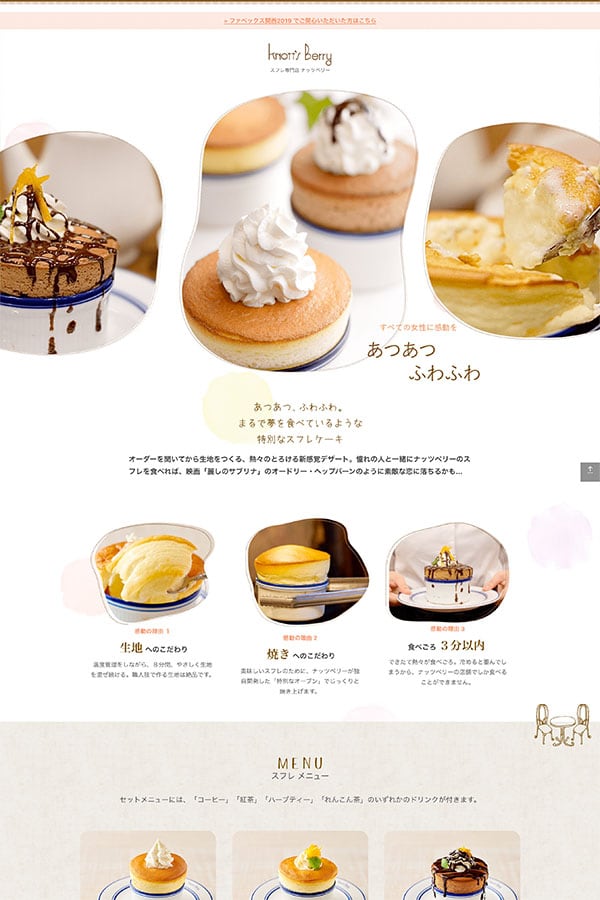 » ファベックス関西2019 でご関心いただいた方はこちら
Knott's Berry
スフレ専門店 ナッツベリー
すべての女性に感動を
あつあつ
ふわふわ
あつあつ、ふわふわ。
まるで夢を食べているような
特別なスフレケーキ
オーダーを聞いてから生地をつくる、熱々のとろける新感覚デザート。憧れの人と一緒にナッツベリーのス
フレを食べれば、映画「麗しのサブリナ」のオードリー・ヘップバーンのように素敵な恋に落ちるかも…
感動の理由 1
生地 へのこだわり
温度管理をしながら、8分間、やさしく生地
を混ぜ続ける。職人技で作る生地は絶品です。
感動の理由 2
焼き へのこだわり
美味しいスフレのために、ナッツベリーが独
自開発した「特別なオーブン」でじっくりと
焼き上げます。
感動の理由 3
食べごろ 3分以内
できたて熱々が食べごろ。冷めると萎んでし
まうから、ナッツベリーの店舗でしか食べる
ことができません。
MENU
スフレ メニュー
セットメニューには、「コーヒー」「紅茶」「ハーブティー」「れんこん茶」のいずれかのドリンクが付きます。